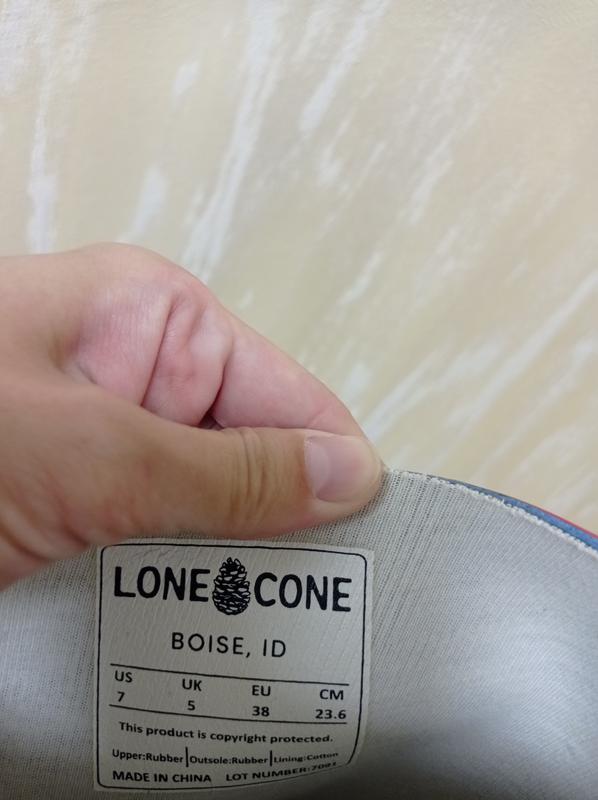 LONE CONE
BOISE, ID
US UK EU CM
7 5 38 23.6
This product is copyright protected.
Upper:Rubber Outsole:Rubber Lining:Cotton
MADE IN CHINA LOT NUMBER:7091